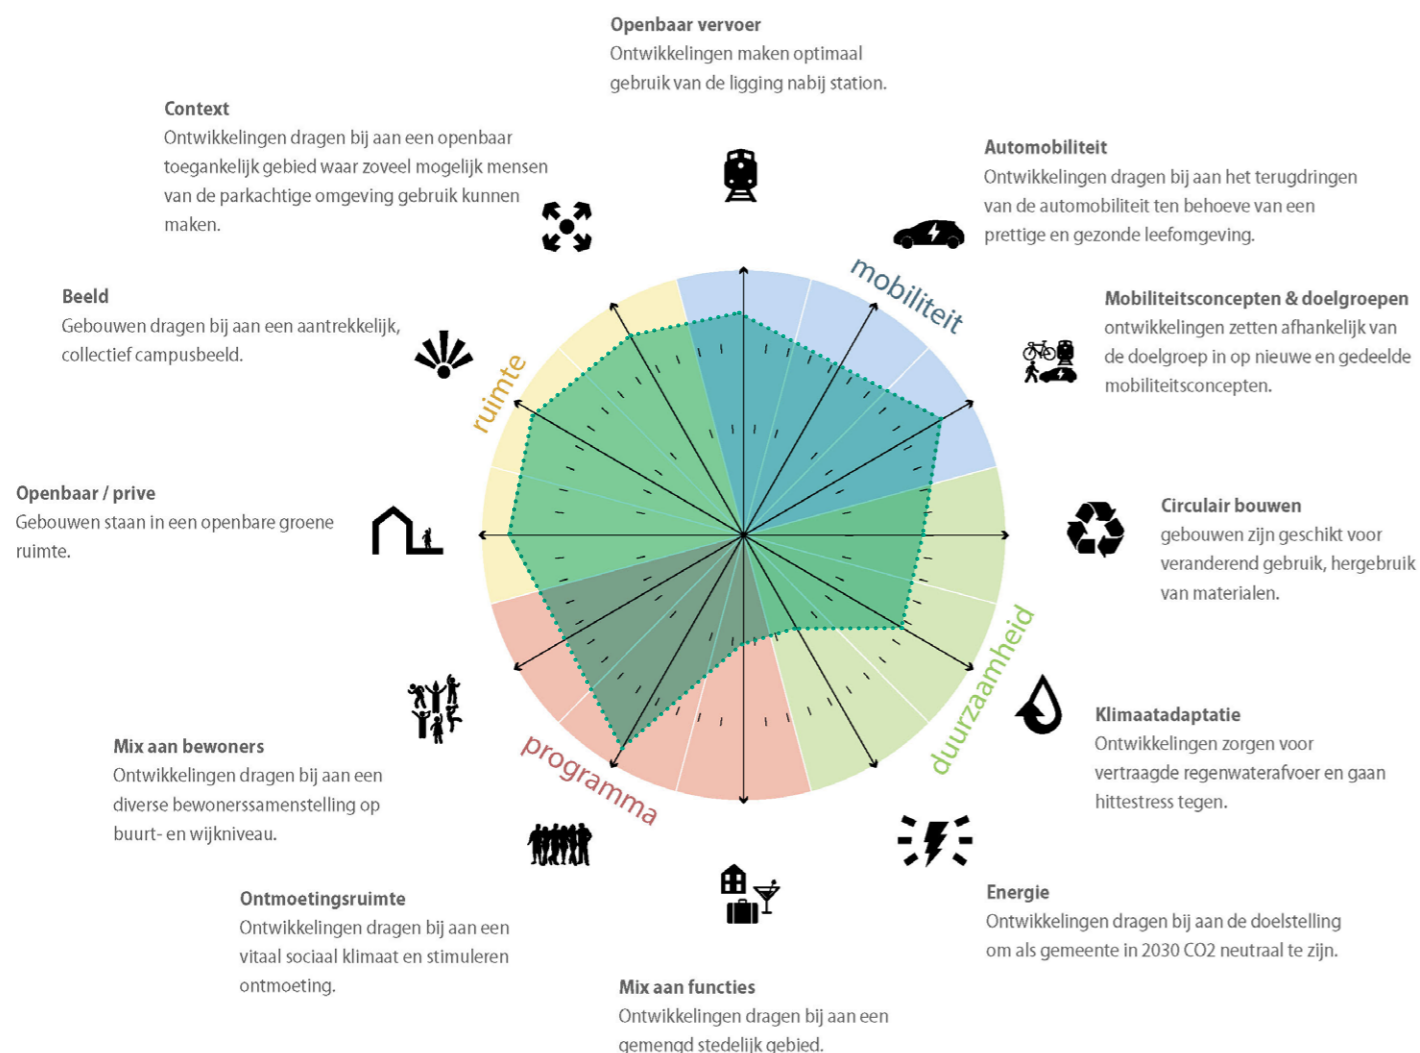 Openbaar vervoer
Ontwikkelingen maken optimaal
gebruik van de ligging nabij station.
Context
Ontwikkelingen dragen bij aan een openbaar
toegankelijk gebied waar zoveel mogelijk mensen
van de parkachtige omgeving gebruik kunnen
maken.
Automobiliteit
Ontwikkelingen dragen bij aan het terugdringen
van de automobiliteit ten behoeve van een
prettige en gezonde leefomgeving.
mobiliteit
Beeld
Gebouwen dragen bij aan een aantrekkelijk,
collectief campusbeeld.
Mobiliteitsconcepten & doelgroepen
ontwikkelingen zetten afhankelijk van
de doelgroep in op nieuwe en gedeelde
mobiliteitsconcepten.
ruimte
Openbaar / prive
Gebouwen staan in een openbare groene
ruimte.
Circulair bouwen
gebouwen zijn geschikt voor
veranderend gebruik, hergebruik
van materialen.
duurzaamheid
Klimaatadaptatie
Ontwikkelingen zorgen voor
vertraagde regenwaterafvoer en gaan
hittestress tegen.
programma
Mix aan bewoners
Ontwikkelingen dragen bij aan een
diverse bewonerssamenstelling op
buurt- en wijkniveau.
Ontmoetingsruimte
Ontwikkelingen dragen bij aan een
vitaal sociaal klimaat en stimuleren
ontmoeting.
Energie
Ontwikkelingen dragen bij aan de doelstelling
om als gemeente in 2030 CO2 neutraal te zijn.
Mix aan functies
Ontwikkelingen dragen bij aan een
gemengd stedelijk gebied.